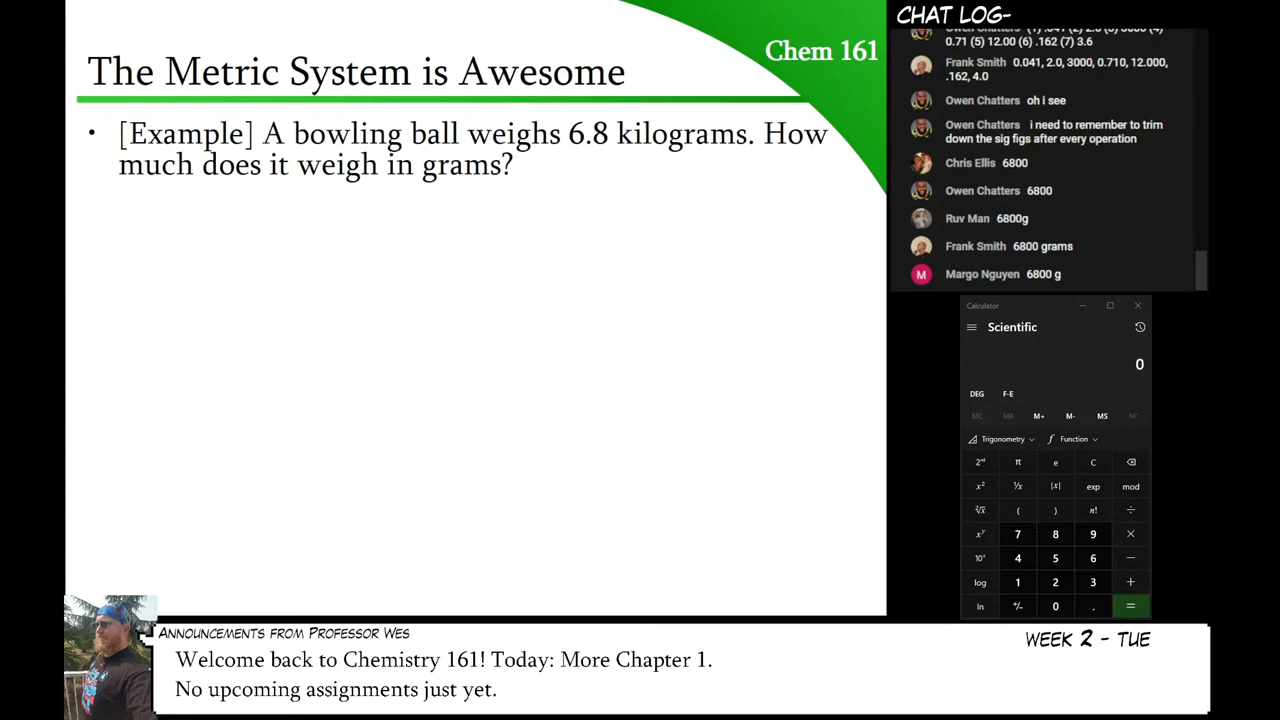 The Metric System is Awesome
Chem 161
• [Example] A bowling ball weighs 6.8 kilograms. How
much does it weigh in grams?
CHAT LOG-
0.71 (5) 12.00 (6) .162 (7) 3.6
Frank Smith 0.041, 2.0, 3000, 0.710, 12.000,
.162, 4.0
Owen Chatters oh i see
Owen Chatters i need to remember to trim
down the sig figs after every operation
Chris Ellis 6800
Owen Chatters 6800
Ruv Man 6800g
Frank Smith 6800 grams
M Margo Nguyen 6800 g
Calculator
Scientific
0
DEG F-E
MC MR M+ M- MS M˅
Trigonometry Function
2ⁿᵈ π e C
x² ¹/x |x| exp mod
²√x ( ) n! ÷
xʸ 7 8 9 ×
10ˣ 4 5 6 −
log 1 2 3 +
ln +/- 0 . =
Announcements from Professor Wes
Week 2 - Tue
Welcome back to Chemistry 161! Today: More Chapter 1.
No upcoming assignments just yet.